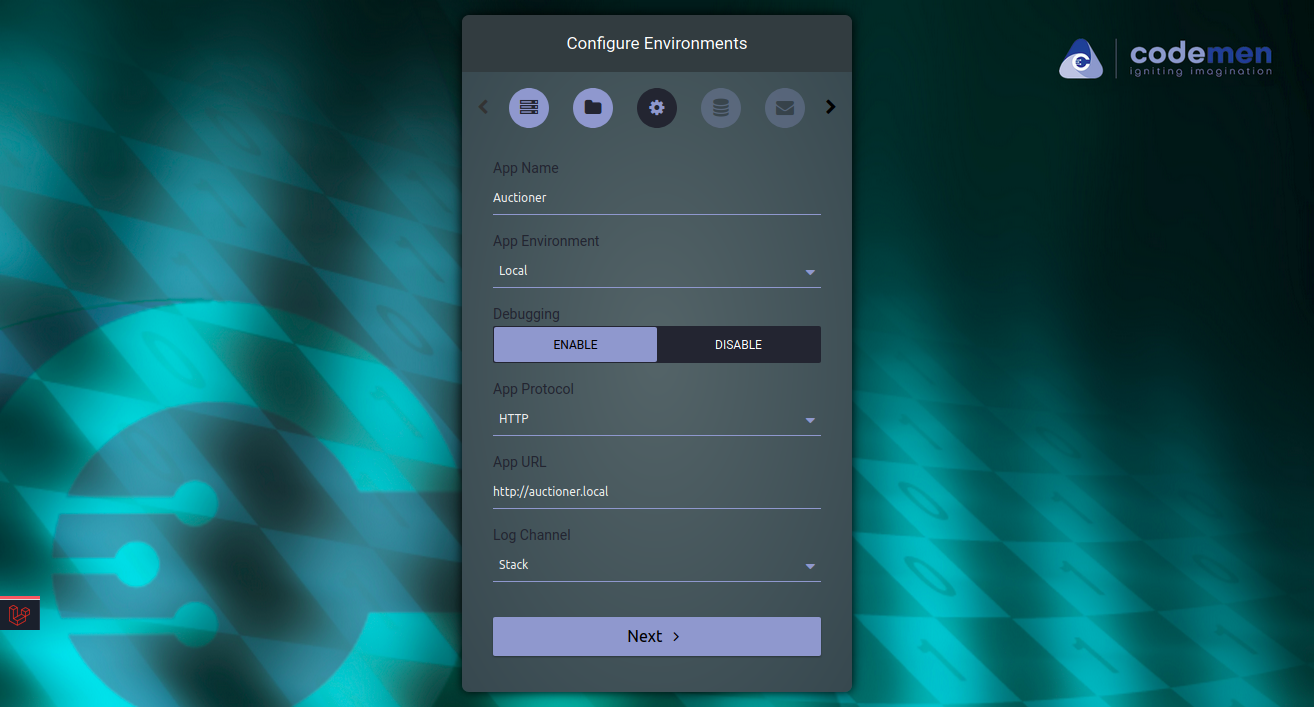 Configure Environments
codemen
igniting imagination
App Name
Auctioner
App Environment
Local
Debugging
ENABLE DISABLE
App Protocol
HTTP
App URL
http://auctioner.local
Log Channel
Stack
Next